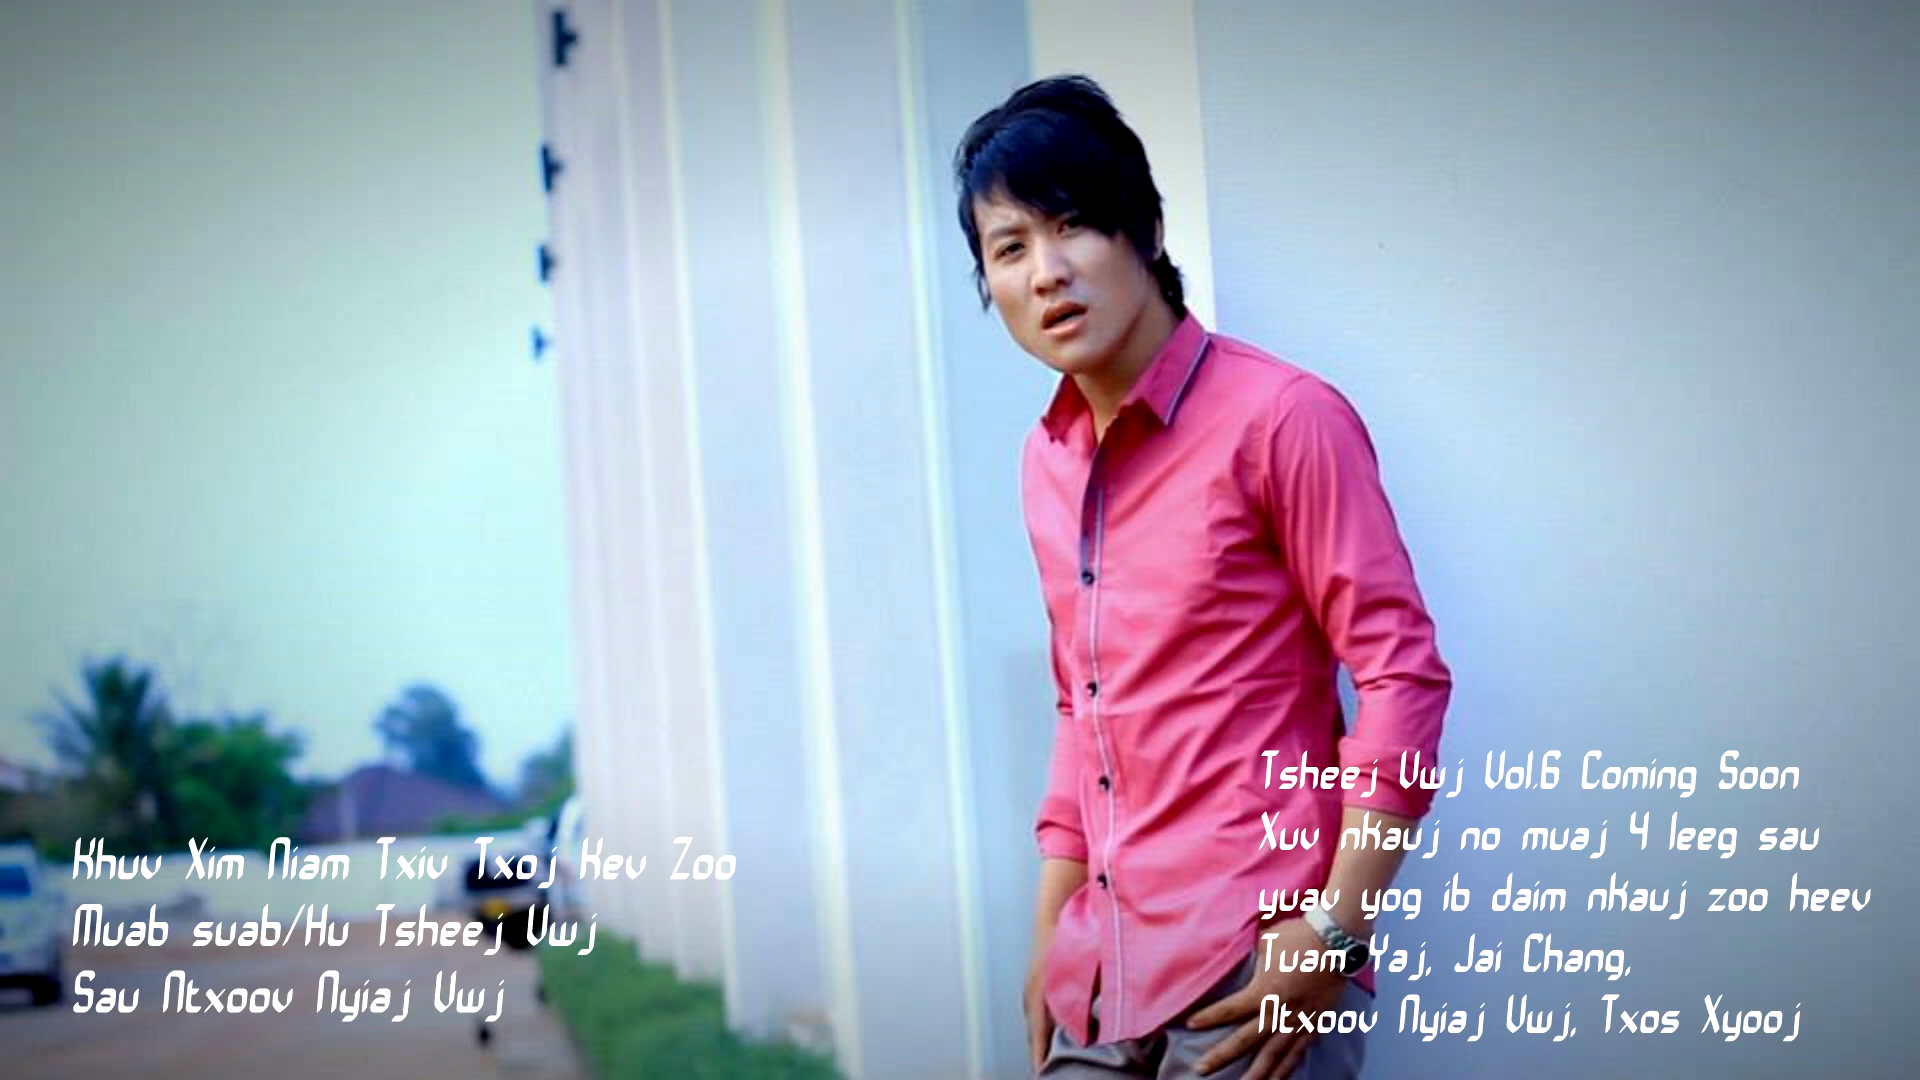 Khuv Xim Niam Txiv Txoj Kev Zoo
Muab suab/Hu Tsheej Vwj
Sau Ntxoov Nyiaj Vwj
Tsheej Vwj Vol.6 Coming Soon
Xuv nkauj no muaj 4 leeg sau
yuav yog ib daim nkauj zoo heev
Tuam Yaj, Jai Chang,
Ntxoov Nyiaj Vwj, Txos Xyooj